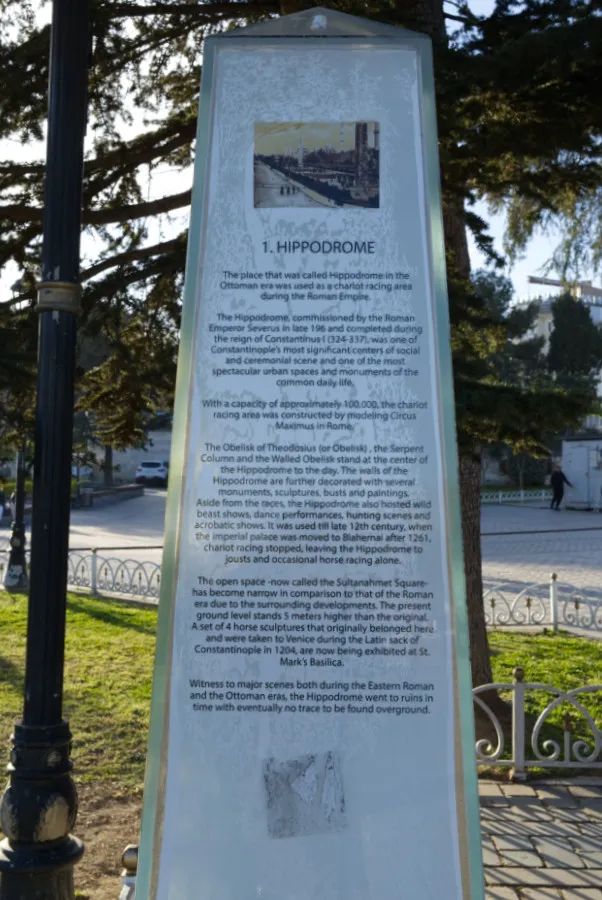 1. HIPPODROME
The place that was called Hippodrome in the
Ottoman era was used as a chariot racing area
during the Roman Empire.
The Hippodrome, commissioned by the Roman
Emperor Severus in late 196 and completed during
the reign of Constantinus I (324-337), was one of
Constantinople's most significant centers of social
and ceremonial scene and one of the most
spectacular urban spaces and monuments of the
common daily life.
With a capacity of approximately 100.000, the chariot
racing area was constructed by modeling Circus
Maximus in Rome.
The Obelisk of Theodosius (or Obelisk) , the Serpent
Column and the Walled Obelisk stand at the center of
the Hippodrome to the day. The walls of the
Hippodrome are further decorated with several
monuments, sculptures, busts and paintings.
Aside from the races, the Hippodrome also hosted wild
beast shows, dance performances, hunting scenes and
acrobatic shows. It was used till late 12th century, when
the imperial palace was moved to Blahernai after 1261,
chariot racing stopped, leaving the Hippodrome to
jousts and occasional horse racing alone.
The open space -now called the Sultanahmet Square-
has become narrow in comparison to that of the Roman
era due to the surrounding developments. The present
ground level stands 5 meters higher than the original.
A set of 4 horse sculptures that originally belonged here
and were taken to Venice during the Latin sack of
Constantinople in 1204, are now being exhibited at St.
Mark's Basilica.
Witness to major scenes both during the Eastern Roman
and the Ottoman eras, the Hippodrome went to ruins in
time with eventually no trace to be found overground.